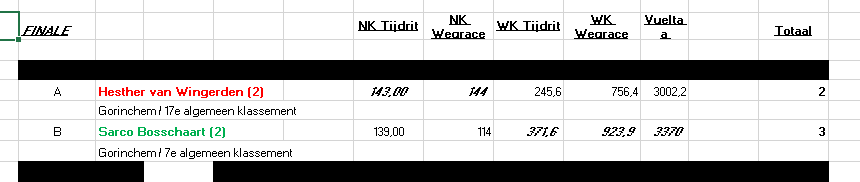 FINALE NK Tijdrit NK Wegrace WK Tijdrit WK Wegrace Vuelta a Totaal
A Hesther van Wingerden (2) 143,00 144 245,6 756,4 3002,2 2
Gorinchem / 17e algemeen klassement
B Sarco Bosschaart (2) 139,00 114 371,6 923,9 3370 3
Gorinchem / 7e algemeen klassement